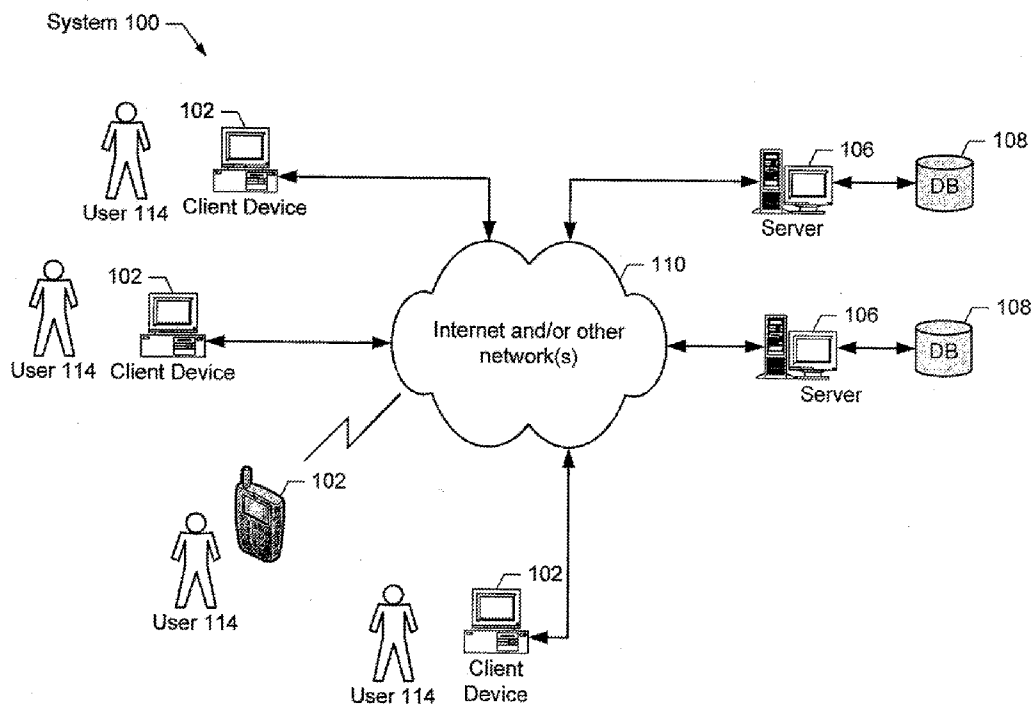 System 100
102
User 114
Client Device
106
Server
108
DB
102
User 114
Client Device
110
Internet and/or other
network(s)
106
Server
108
DB
102
User 114
102
User 114
Client
Device